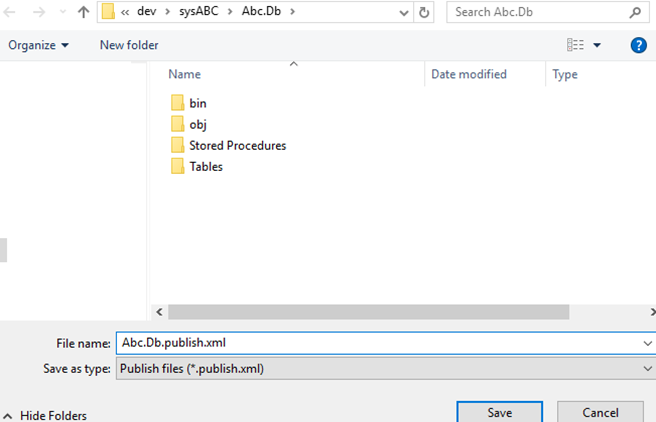 « dev > sysABC > Abc.Db > Search Abc.Db
Organize New folder ?
Name Date modified Type
bin
obj
Stored Procedures
Tables
File name: Abc.Db.publish.xml
Save as type: Publish files (*.publish.xml)
Hide Folders Save Cancel